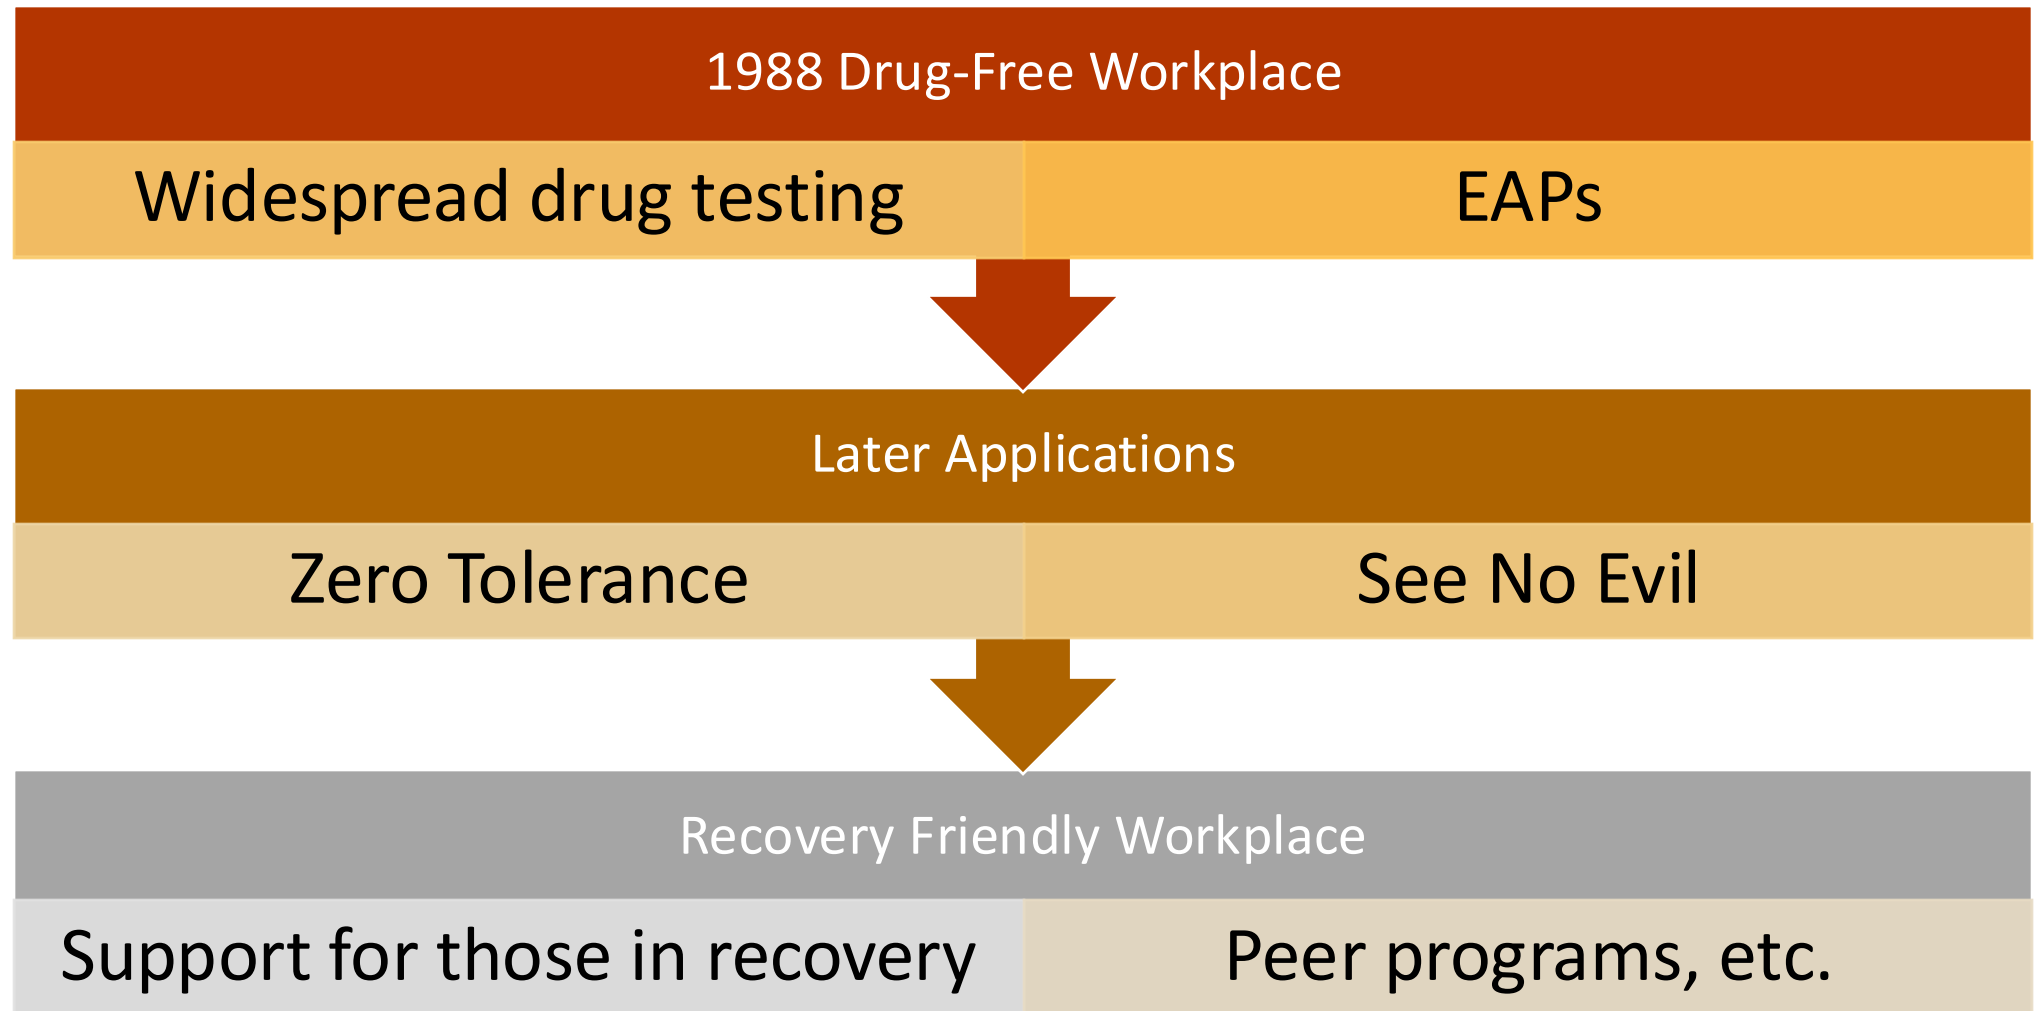 1988 Drug-Free Workplace
Widespread drug testing
EAPs
Later Applications
Zero Tolerance
See No Evil
Recovery Friendly Workplace
Support for those in recovery
Peer programs, etc.